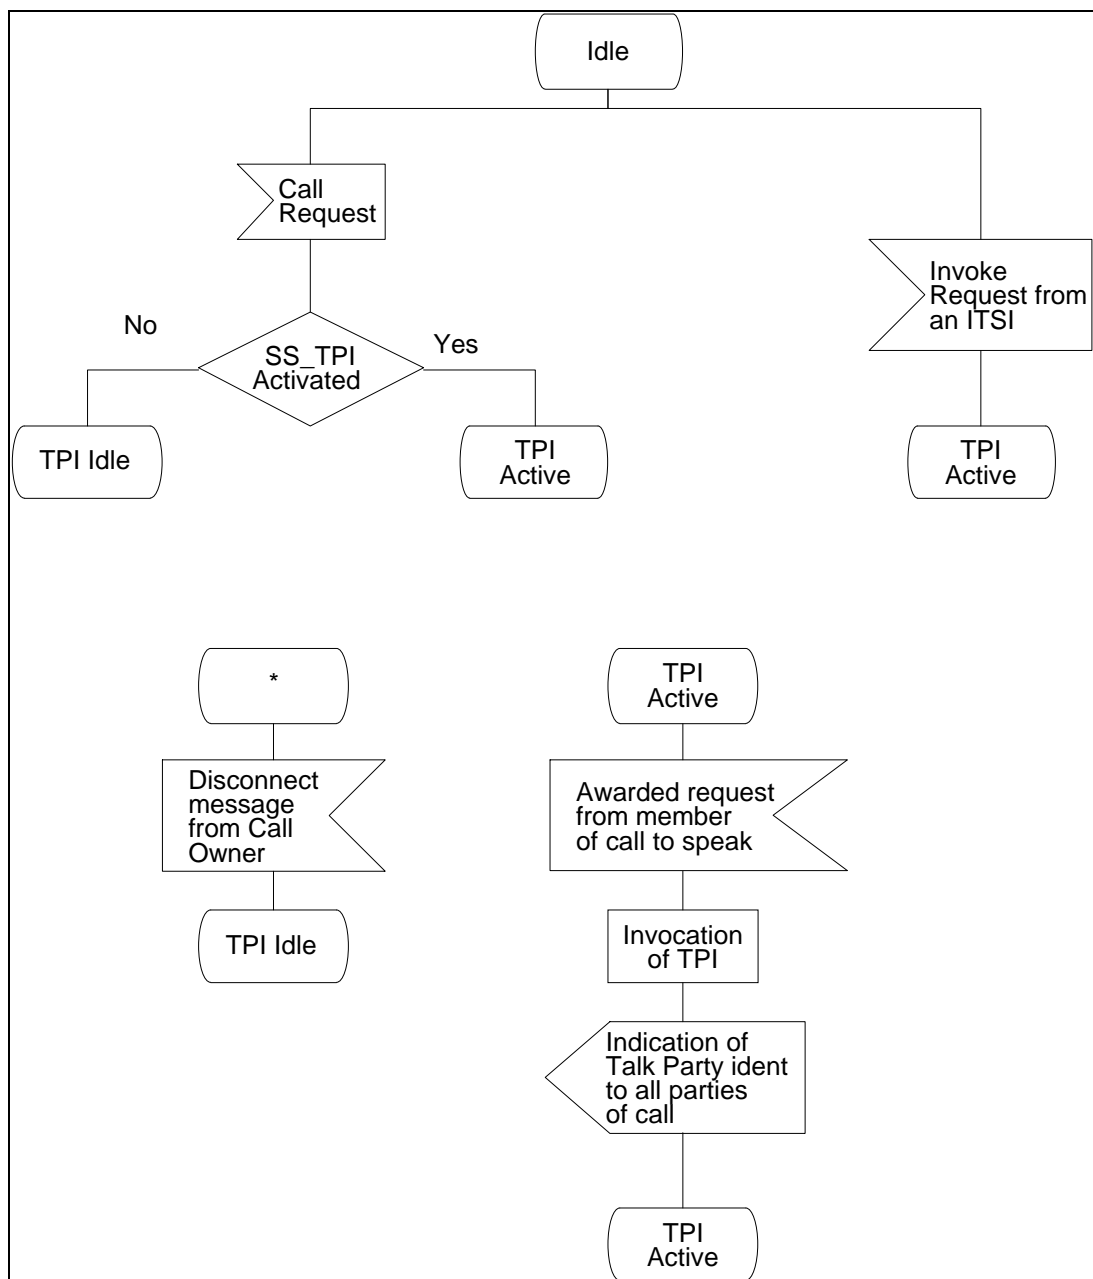 Idle
Call
Request
Invoke
Request from
an ITSI
No
Yes
SS_TPI
Activated
TPI Idle
TPI
Active
TPI
Active
*
TPI
Active
Disconnect
message
from Call
Owner
Awarded request
from member
of call to speak
TPI Idle
Invocation
of TPI
Indication of
Talk Party ident
to all parties
of call
TPI
Active